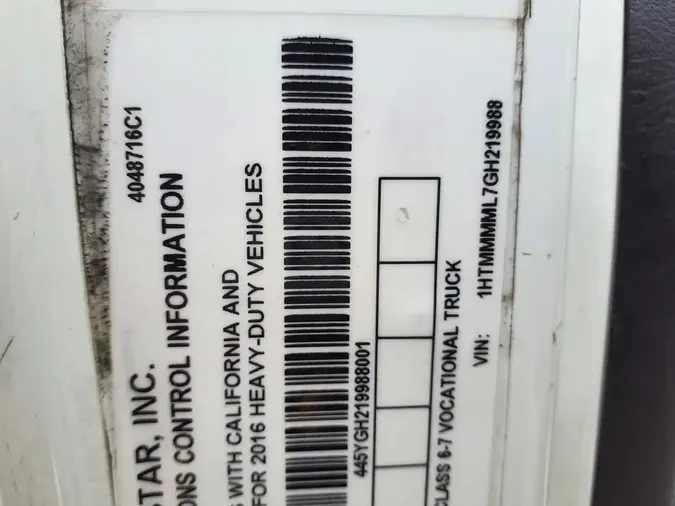 4048716C1
STAR, INC.
ONS CONTROL INFORMATION
S WITH CALIFORNIA AND
FOR 2016 HEAVY-DUTY VEHICLES
445YGH219988001
CLASS 6-7 VOCATIONAL TRUCK
VIN: 1HTMMMML7GH219988